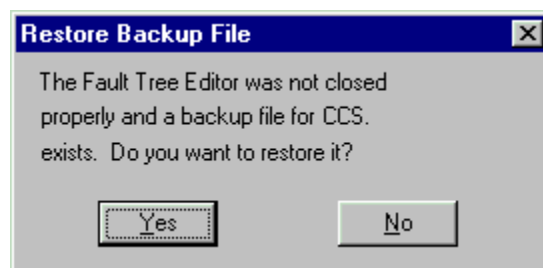 Restore Backup File
The Fault Tree Editor was not closed
properly and a backup file for CCS.
exists. Do you want to restore it?
Yes
No